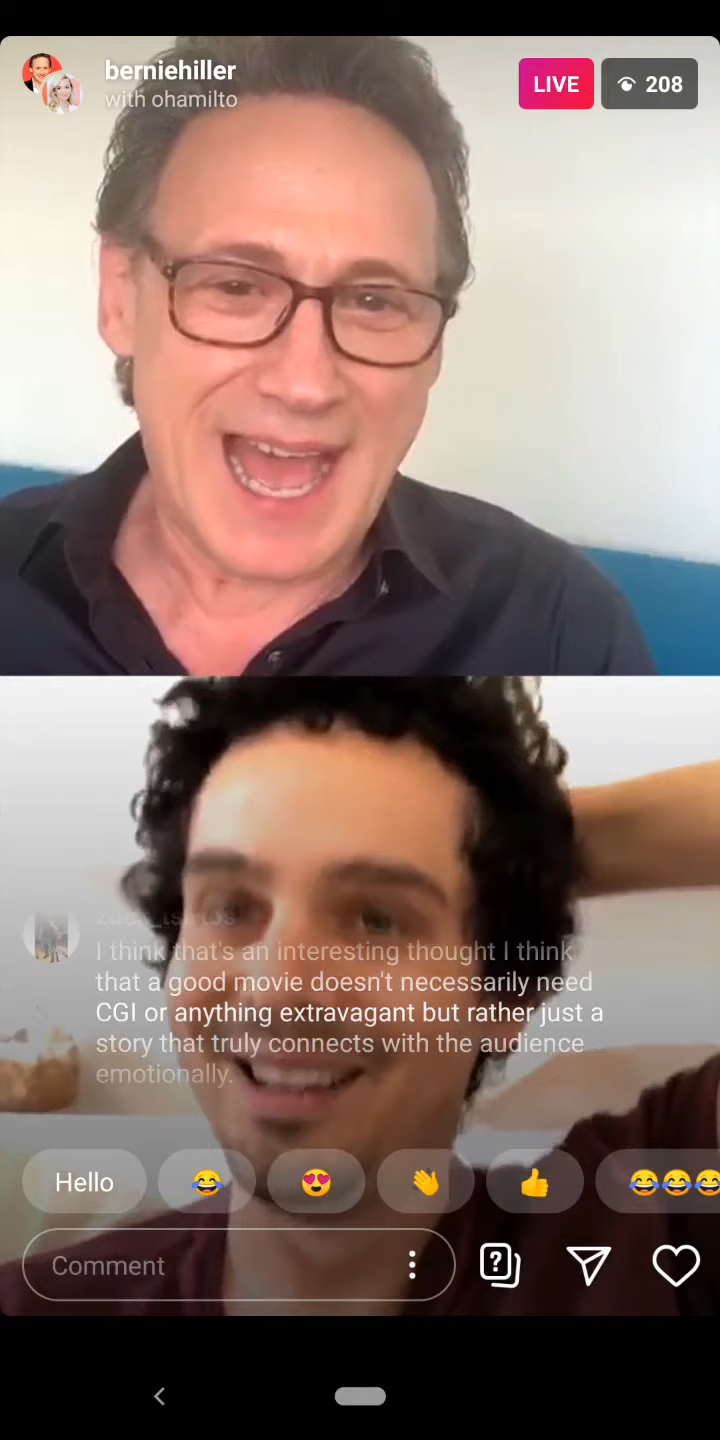 berniehiller
with ohamilto
LIVE
208
I think that's an interesting thought I think
that a good movie doesn't necessarily need
CGI or anything extravagant but rather just a
story that truly connects with the audience
emotionally.
Hello
Comment